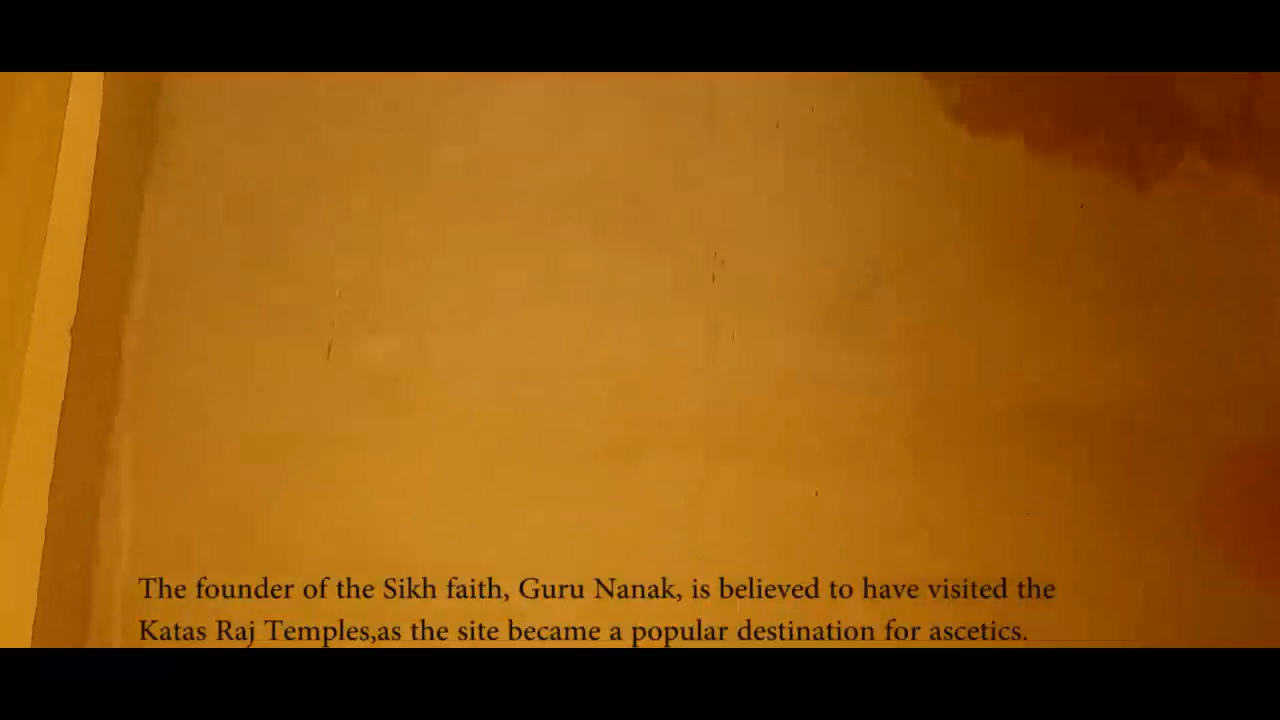 The founder of the Sikh faith, Guru Nanak, is believed to have visited the
Katas Raj Temples,as the site became a popular destination for ascetics.